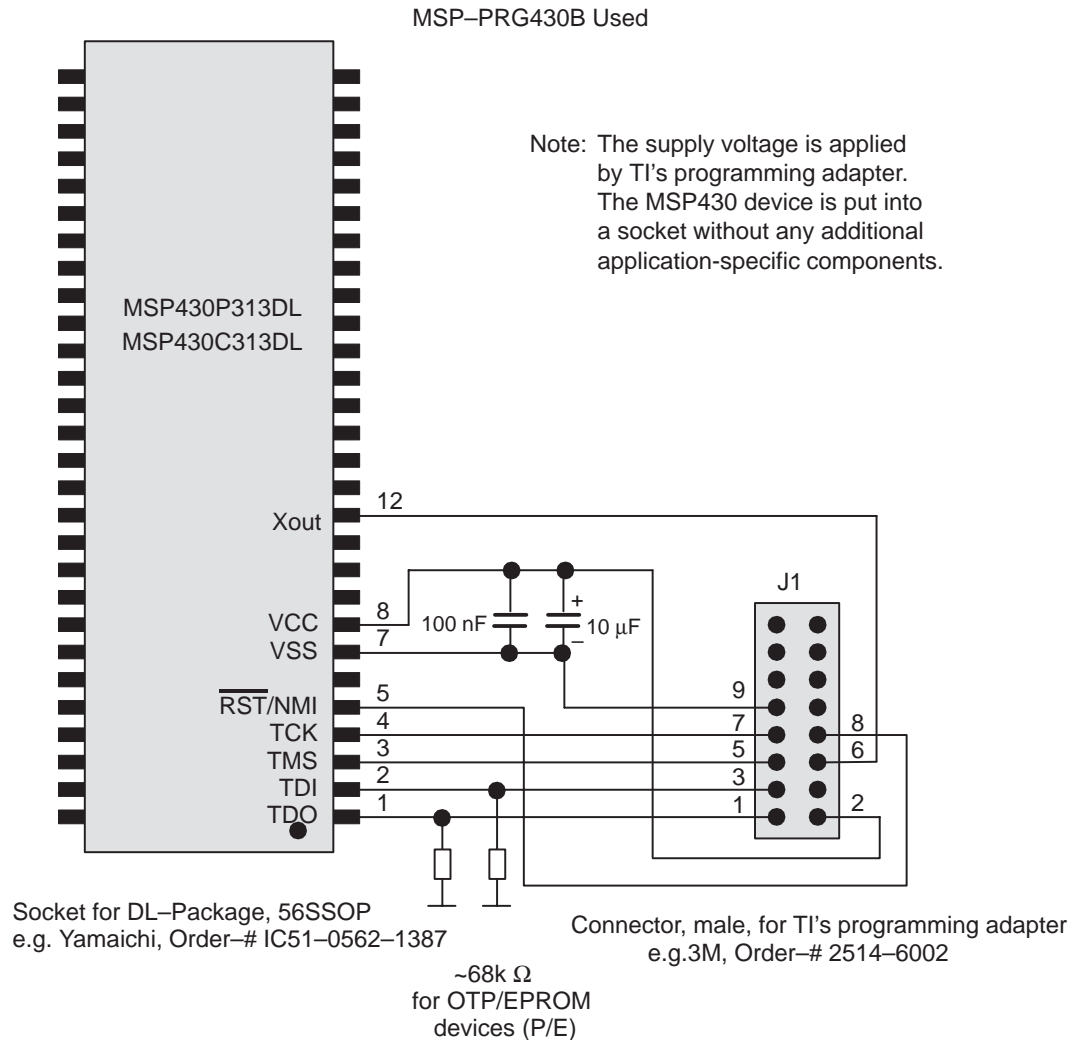 MSP–PRG430B Used
Note: The supply voltage is applied
by TI's programming adapter.
The MSP430 device is put into
a socket without any additional
application-specific components.
MSP430P313DL
MSP430C313DL
Xout
12
VCC
8
VSS
7
100 nF
+
10 μF
–
J1
RST/NMI
5
TCK
4
TMS
3
TDI
2
TDO
1
9
7
5
3
1
8
6
2
Socket for DL–Package, 56SSOP
e.g. Yamaichi, Order–# IC51–0562–1387
Connector, male, for TI's programming adapter
e.g.3M, Order–# 2514–6002
~68k Ω
for OTP/EPROM
devices (P/E)